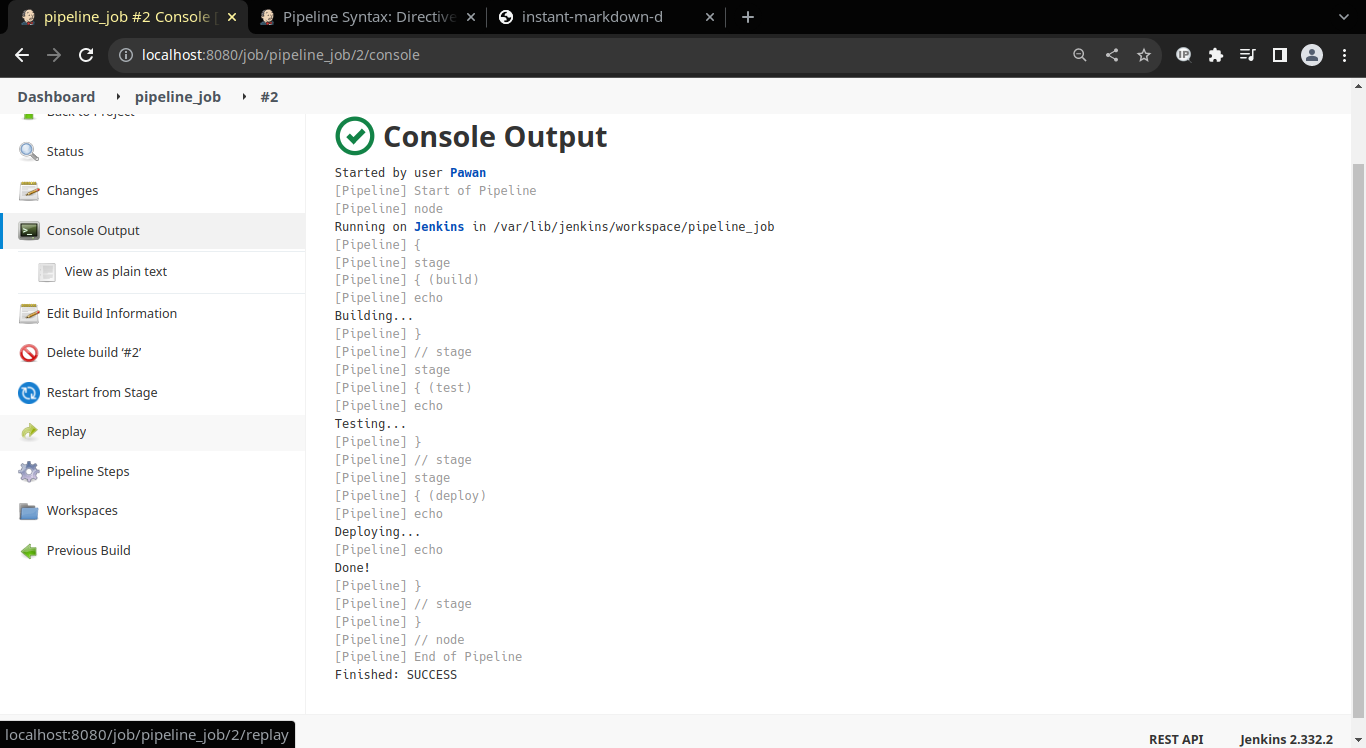 pipeline_job #2 Console [
Pipeline Syntax: Directive
instant-markdown-d
localhost:8080/job/pipeline_job/2/console
IP
Dashboard
pipeline_job
#2
Back to Project
Status
Changes
Console Output
View as plain text
Edit Build Information
Delete build ‘#2’
Restart from Stage
Replay
Pipeline Steps
Workspaces
Previous Build
Console Output
Started by user Pawan
[Pipeline] Start of Pipeline
[Pipeline] node
Running on Jenkins in /var/lib/jenkins/workspace/pipeline_job
[Pipeline] {
[Pipeline] stage
[Pipeline] { (build)
[Pipeline] echo
Building...
[Pipeline] }
[Pipeline] // stage
[Pipeline] stage
[Pipeline] { (test)
[Pipeline] echo
Testing...
[Pipeline] }
[Pipeline] // stage
[Pipeline] stage
[Pipeline] { (deploy)
[Pipeline] echo
Deploying...
[Pipeline] echo
Done!
[Pipeline] }
[Pipeline] // stage
[Pipeline] }
[Pipeline] // node
[Pipeline] End of Pipeline
Finished: SUCCESS
localhost:8080/job/pipeline_job/2/replay
REST API
Jenkins 2.332.2